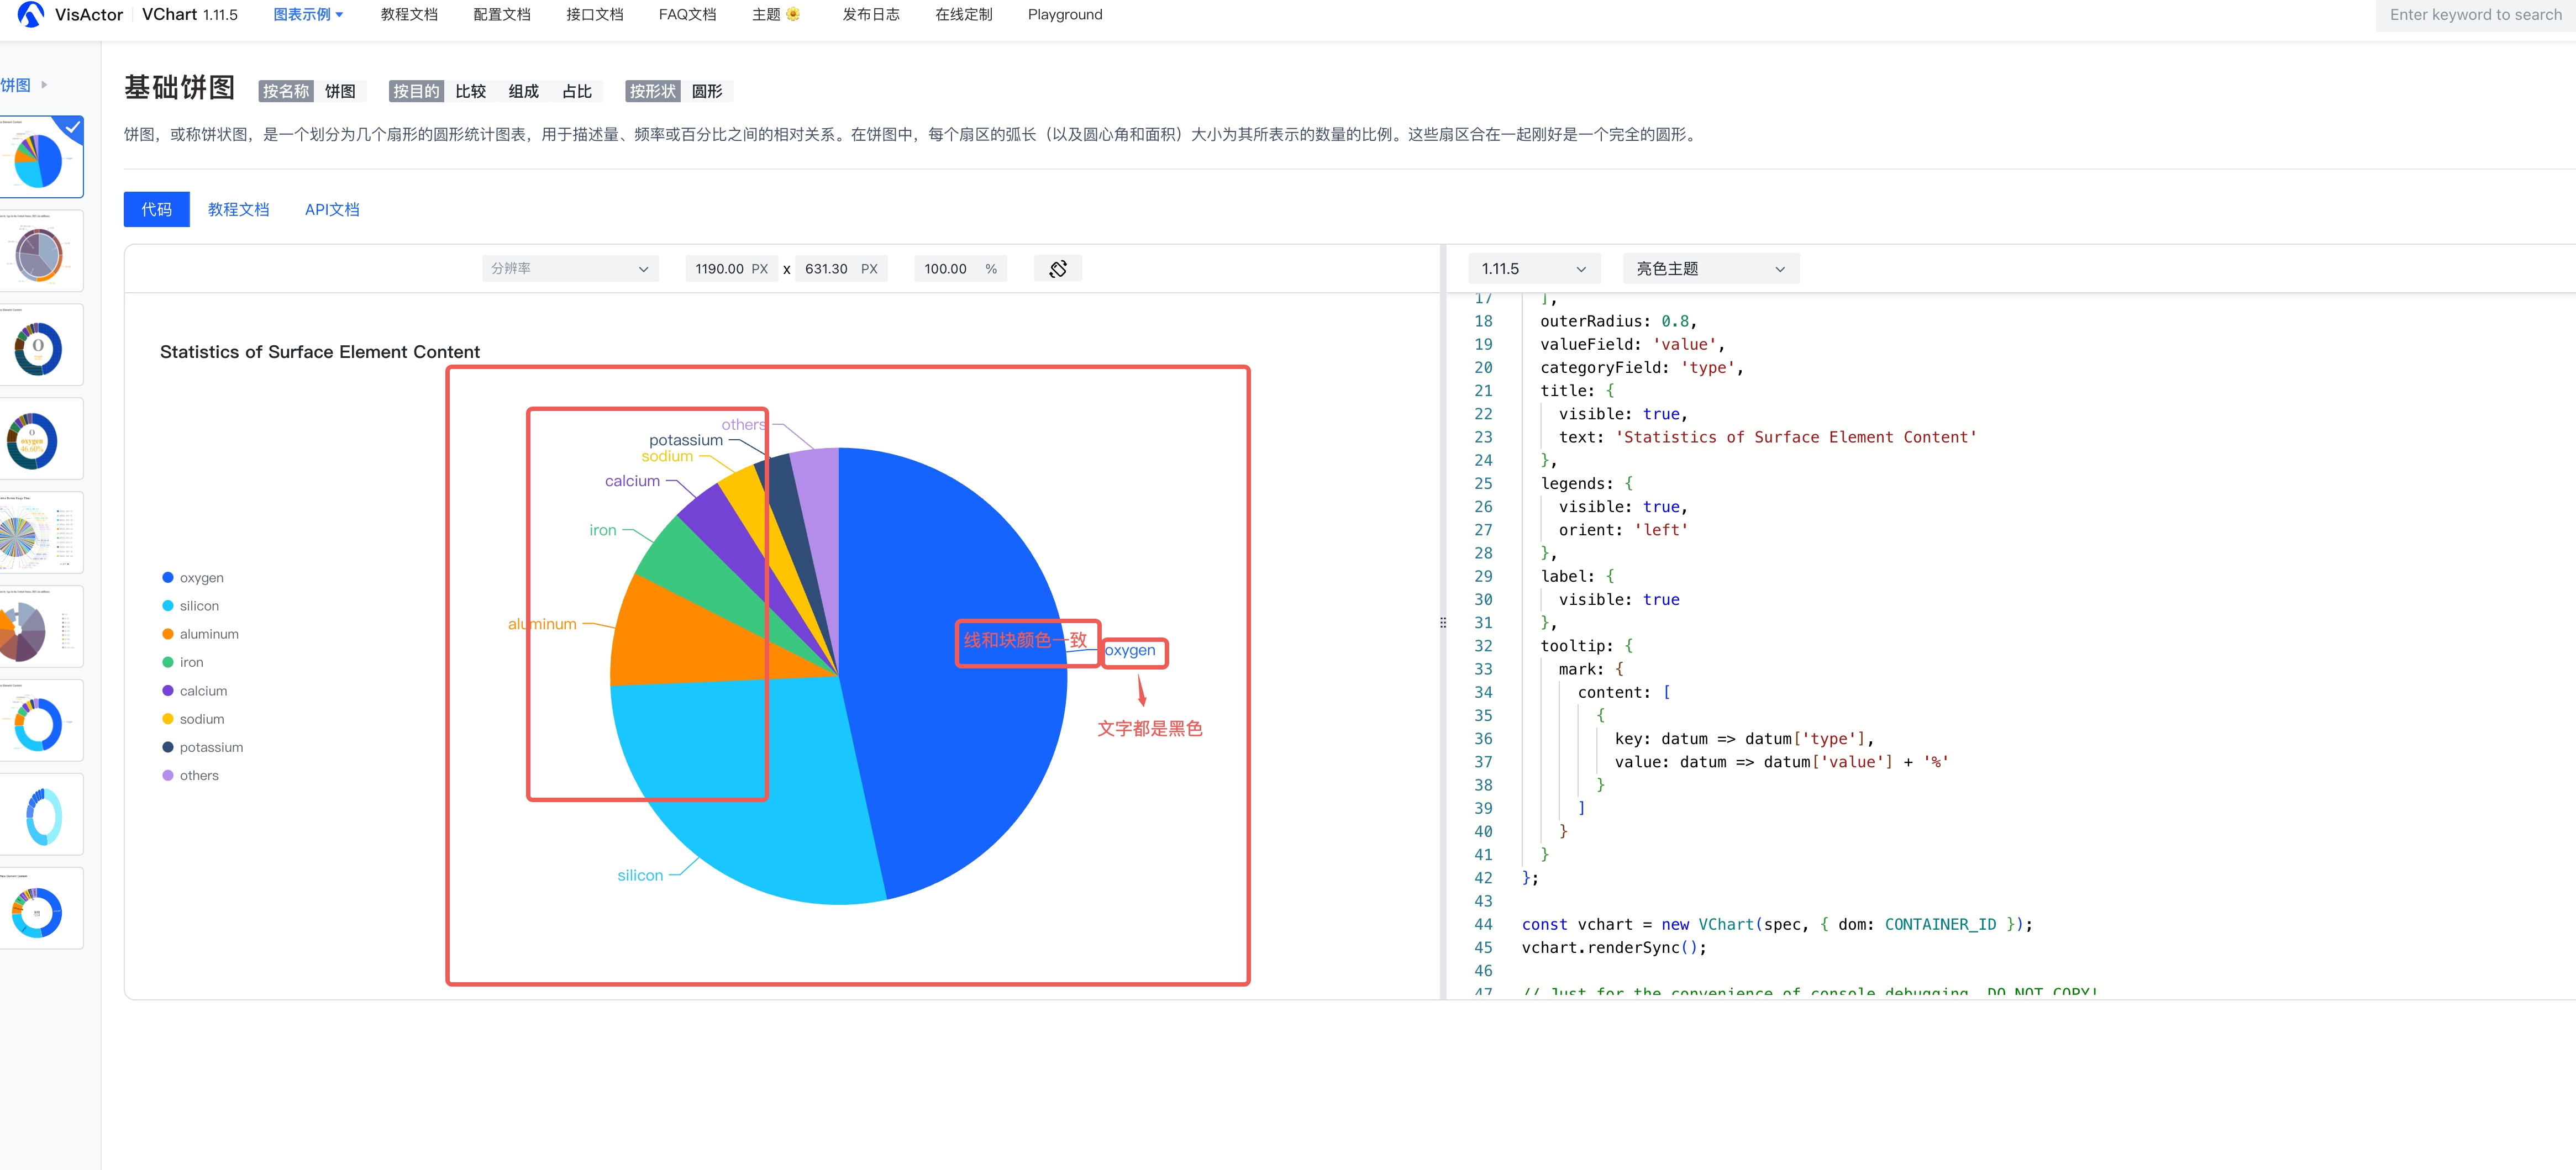 VisActor VChart 1.11.5 图表示例 教程文档 配置文档 接口文档 FAQ文档 主题 发布日志 在线定制 Playground Enter keyword to search
饼图
基础饼图 按名称 饼图 按目的 比较 组成 占比 按形状 圆形
饼图，或称饼状图，是一个划分为几个扇形的圆形统计图表，用于描述量、频率或百分比之间的相对关系。在饼图中，每个扇区的弧长（以及圆心角和面积）大小为其所表示的数量的比例。这些扇区合在一起刚好是一个完全的圆形。
代码 教程文档 API文档
分辨率 1190.00 PX x 631.30 PX 100.00 %
Statistics of Surface Element Content
others
potassium
sodium
calcium
iron
aluminum
线和块颜色一致
oxygen
文字都是黑色
silicon
oxygen
silicon
aluminum
iron
calcium
sodium
potassium
others
1.11.5 亮色主题
17 ],
18 outerRadius: 0.8,
19 valueField: 'value',
20 categoryField: 'type',
21 title: {
22 visible: true,
23 text: 'Statistics of Surface Element Content'
24 },
25 legends: {
26 visible: true,
27 orient: 'left'
28 },
29 label: {
30 visible: true
31 },
32 tooltip: {
33 mark: {
34 content: [
35 {
36 key: datum => datum['type'],
37 value: datum => datum['value'] + '%'
38 }
39 ]
40 }
41 }
42 };
43
44 const vchart = new VChart(spec, { dom: CONTAINER_ID });
45 vchart.renderSync();
46
47 // Just for the convenience of console debugging, DO NOT COPY!